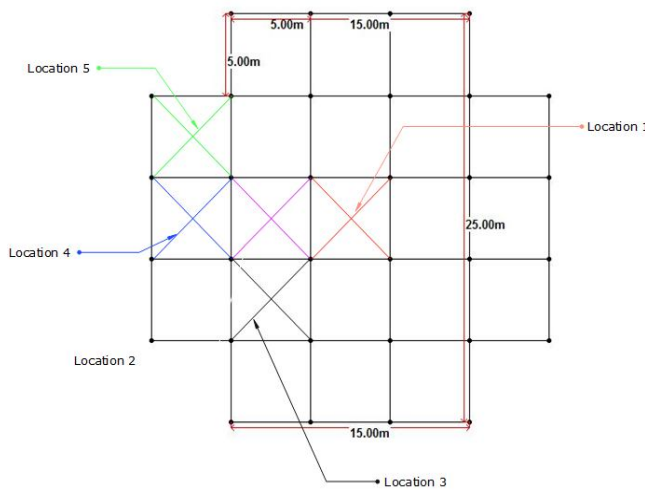 5.00m
15.00m
5.00m
Location 5
Location 1
25.00m
Location 4
Location 2
15.00m
Location 3